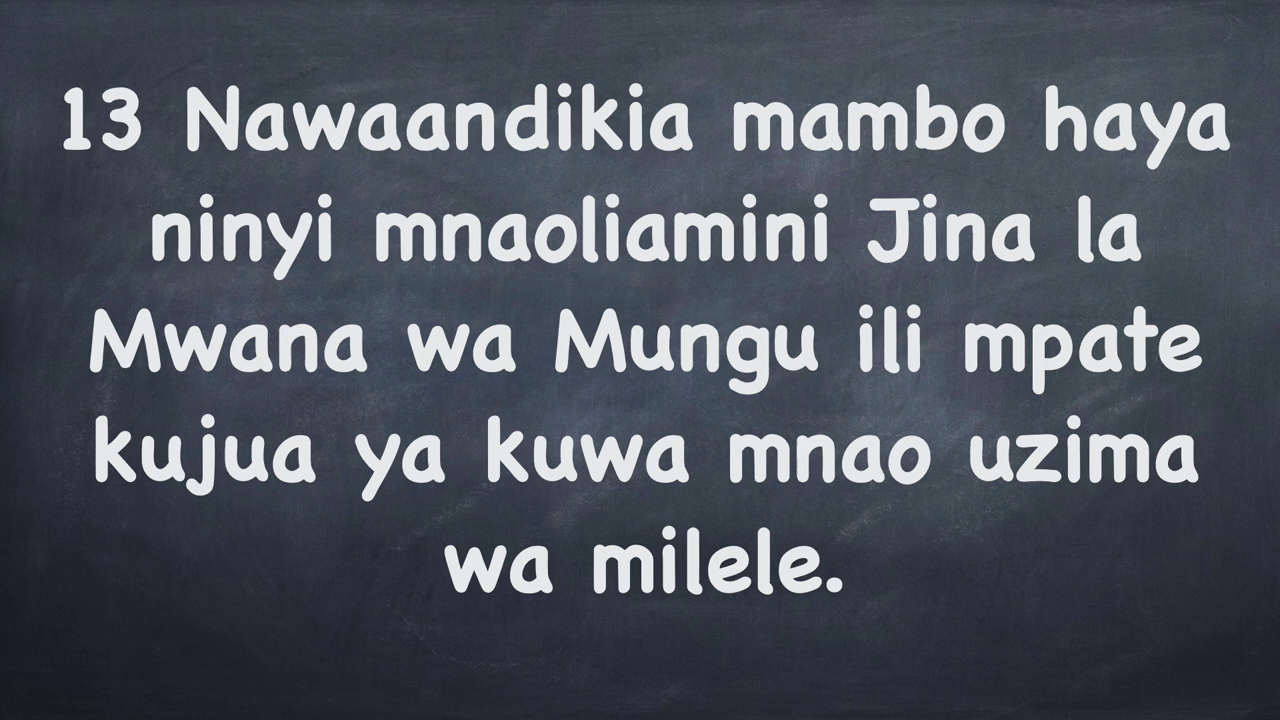 13 Nawaandikia mambo haya
ninyi mnaoliamini Jina la
Mwana wa Mungu ili mpate
kujua ya kuwa mnao uzima
wa milele.